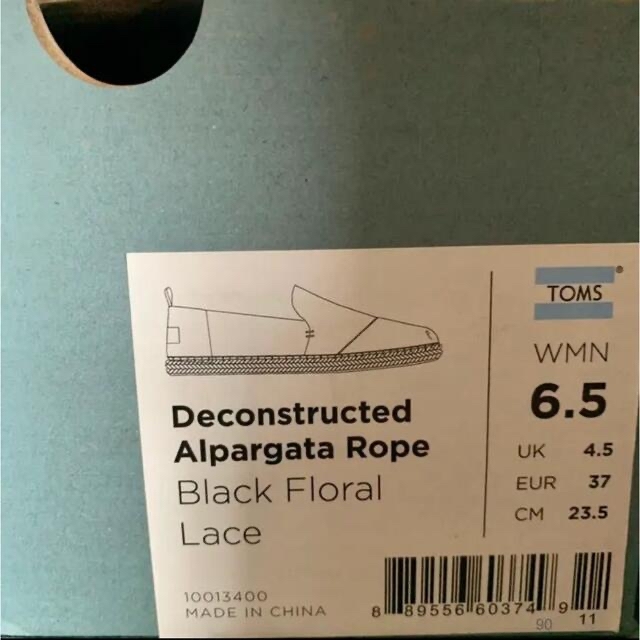 TOMS®
WMN
6.5
UK 4.5
EUR 37
CM 23.5
Deconstructed
Alpargata Rope
Black Floral
Lace
10013400
MADE IN CHINA
8 89556 60374 9
90 11